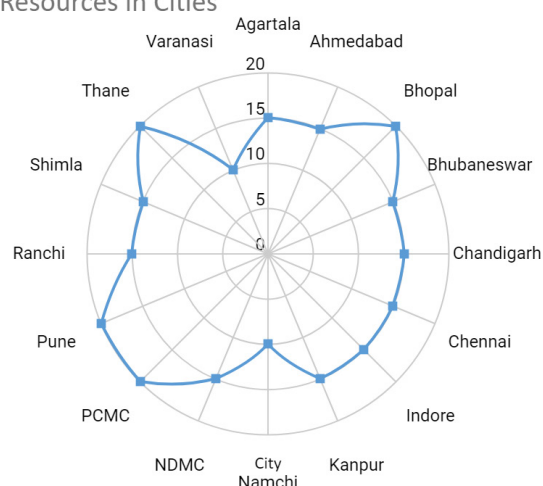 Resources in Cities
Agartala
Varanasi
Ahmedabad
20
Thane
Bhopal
15
Shimla
10
Bhubaneswar
5
0
Ranchi
Chandigarh
Pune
Chennai
PCMC
Indore
NDMC
City
Kanpur
Namchi